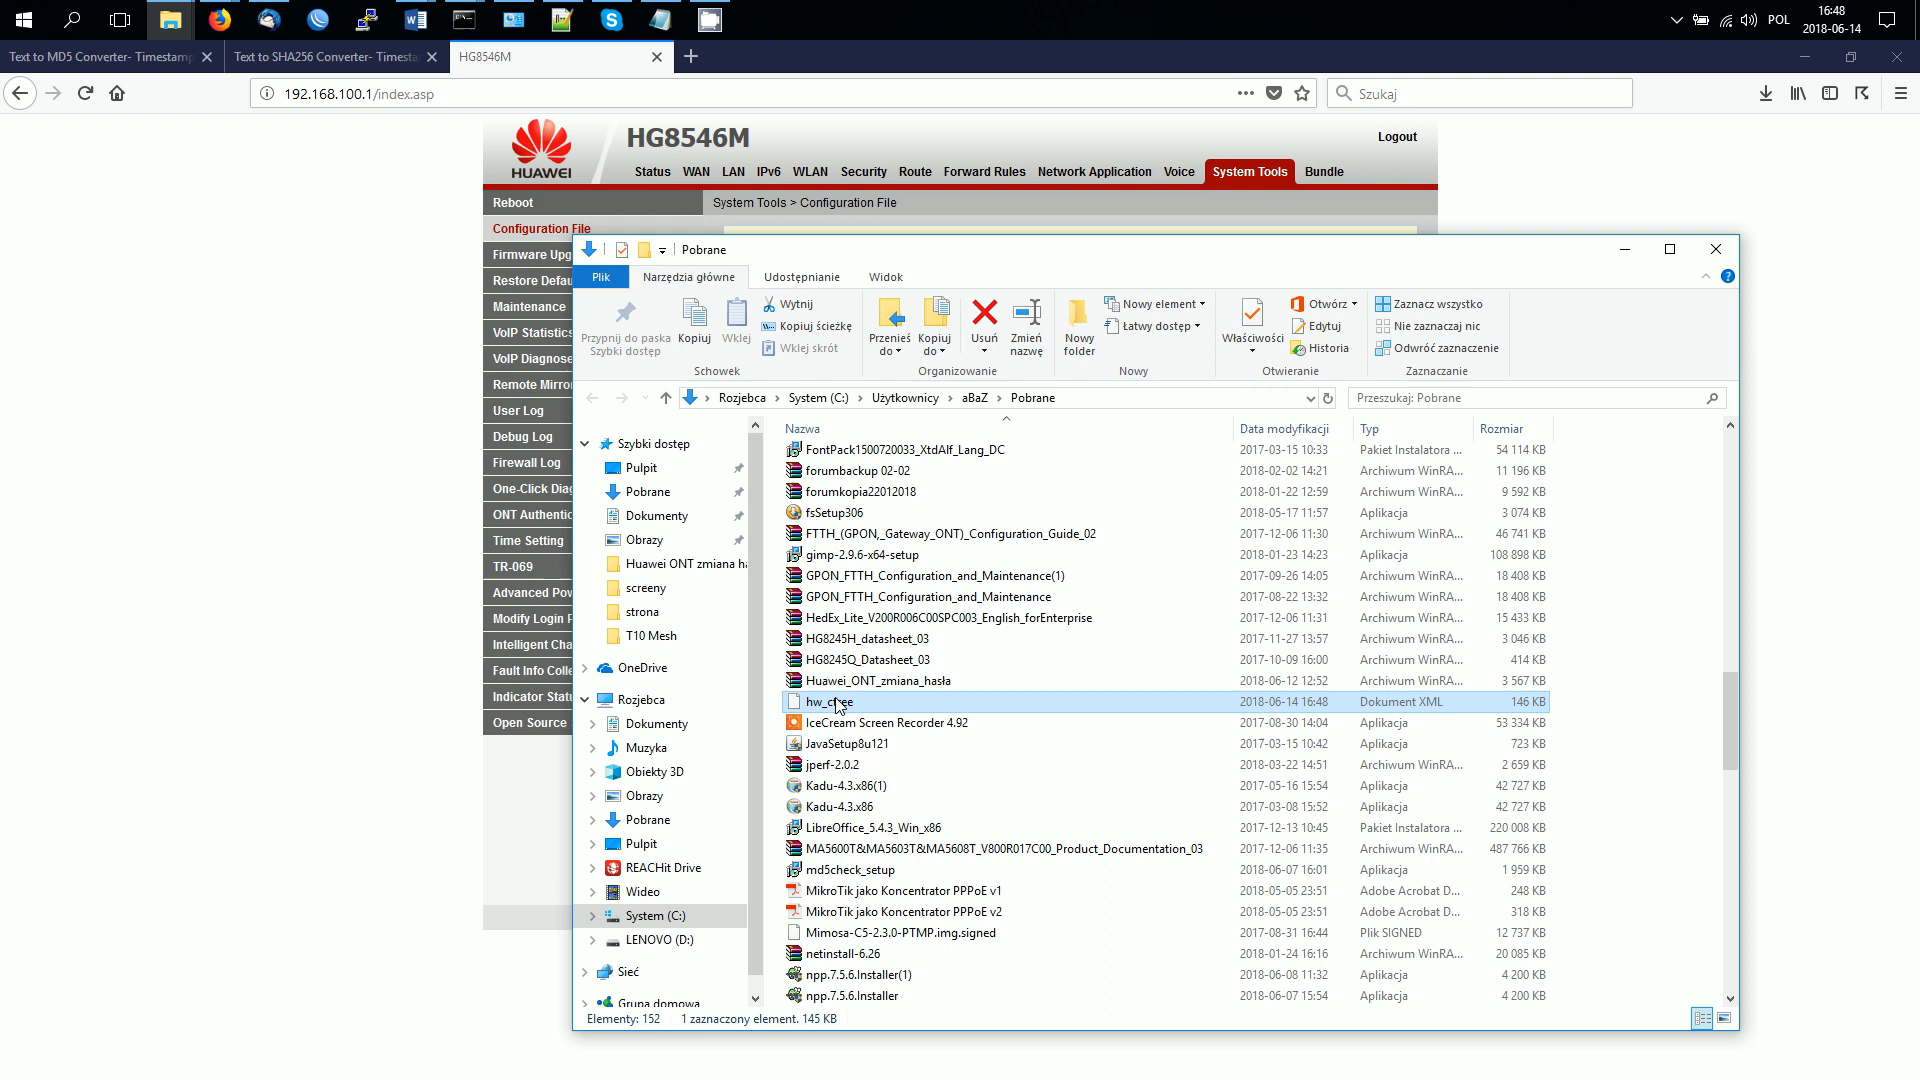 16:48
POL
2018-06-14
Text to MD5 Converter- Timestamp
Text to SHA256 Converter- Timesta
HG8546M
192.168.100.1/index.asp
Szukaj
HUAWEI
HG8546M
Logout
Status WAN LAN IPv6 WLAN Security Route Forward Rules Network Application Voice System Tools Bundle
Reboot
System Tools > Configuration File
Configuration File
Firmware Upg
Restore Defau
Maintenance
VoIP Statistics
VoIP Diagnose
Remote Mirro
User Log
Debug Log
Firewall Log
One-Click Diag
ONT Authentic
Time Setting
TR-069
Advanced Pow
Modify Login P
Intelligent Cha
Fault Info Colle
Indicator Statu
Open Source
Pobrane
Plik Narzędzia główne Udostępnianie Widok
Przypnij do paska
Szybki dostęp
Kopiuj
Wklej
Wytnij
Kopiuj ścieżkę
Wklej skrót
Schowek
Przenieś
do
Kopiuj
do
Usuń
Zmień
nazwę
Organizowanie
Nowy
folder
Nowy element
Łatwy dostęp
Nowy
Właściwości
Otwórz
Edytuj
Historia
Otwieranie
Zaznacz wszystko
Nie zaznaczaj nic
Odwróć zaznaczenie
Zaznaczanie
Rozjebca › System (C:) › Użytkownicy › aBaZ › Pobrane
Przeszukaj: Pobrane
Szybki dostęp
Pulpit
Pobrane
Dokumenty
Obrazy
Huawei ONT zmiana ha
screeny
strona
T10 Mesh
OneDrive
Rozjebca
Dokumenty
Muzyka
Obiekty 3D
Obrazy
Pobrane
Pulpit
REACHit Drive
Wideo
System (C:)
LENOVO (D:)
Sieć
Grupa domowa
Nazwa Data modyfikacji Typ Rozmiar
FontPack1500720033_XtdAlf_Lang_DC 2017-03-15 10:33 Pakiet Instalatora ... 54 114 KB
forumbackup 02-02 2018-02-02 14:21 Archiwum WinRA... 11 196 KB
forumkopia22012018 2018-01-22 12:59 Archiwum WinRA... 9 592 KB
fsSetup306 2018-05-17 11:57 Aplikacja 3 074 KB
FTTH_(GPON,_Gateway_ONT)_Configuration_Guide_02 2017-12-06 11:30 Archiwum WinRA... 46 741 KB
gimp-2.9.6-x64-setup 2018-01-23 14:23 Aplikacja 108 898 KB
GPON_FTTH_Configuration_and_Maintenance(1) 2017-09-26 14:05 Archiwum WinRA... 18 408 KB
GPON_FTTH_Configuration_and_Maintenance 2017-08-22 13:32 Archiwum WinRA... 18 408 KB
HedEx_Lite_V200R006C00SPC003_English_forEnterprise 2017-12-06 11:31 Archiwum WinRA... 15 433 KB
HG8245H_datasheet_03 2017-11-27 13:57 Archiwum WinRA... 3 046 KB
HG8245Q_Datasheet_03 2017-10-09 16:00 Archiwum WinRA... 414 KB
Huawei_ONT_zmiana_hasła 2018-06-12 12:52 Archiwum WinRA... 3 567 KB
hw_ctree 2018-06-14 16:48 Dokument XML 146 KB
IceCream Screen Recorder 4.92 2017-08-30 14:04 Aplikacja 53 334 KB
JavaSetup8u121 2017-03-15 10:42 Aplikacja 723 KB
jperf-2.0.2 2018-03-22 14:51 Archiwum WinRA... 2 659 KB
Kadu-4.3.x86(1) 2017-05-16 15:54 Aplikacja 42 727 KB
Kadu-4.3.x86 2017-03-08 15:52 Aplikacja 42 727 KB
LibreOffice_5.4.3_Win_x86 2017-12-13 10:45 Pakiet Instalatora ... 220 008 KB
MA5600T&MA5603T&MA5608T_V800R017C00_Product_Documentation_03 2017-12-06 11:35 Archiwum WinRA... 487 766 KB
md5check_setup 2018-06-07 16:01 Aplikacja 1 959 KB
MikroTik jako Koncentrator PPPoE v1 2018-05-05 23:51 Adobe Acrobat D... 248 KB
MikroTik jako Koncentrator PPPoE v2 2018-05-05 23:51 Adobe Acrobat D... 318 KB
Mimosa-C5-2.3.0-PTMP.img.signed 2017-08-31 16:44 Plik SIGNED 12 737 KB
netinstall-6.26 2018-01-24 16:16 Archiwum WinRA... 20 085 KB
npp.7.5.6.Installer(1) 2018-06-08 11:32 Aplikacja 4 200 KB
npp.7.5.6.Installer 2018-06-07 15:54 Aplikacja 4 200 KB
Elementy: 152 1 zaznaczony element. 145 KB